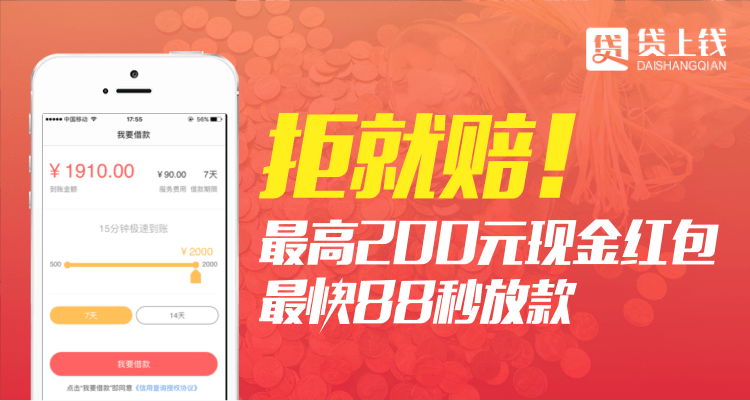 贷 贷上钱
DAISHANGQIAN
中国移动 17:55 56%
我要借款
¥1910.00 ¥90.00 7天
到账金额 服务费用 借款期限
15分钟极速到账
¥2000
500 2000
7天 14天
我要借款
点击"我要借款"即同意《信用查询授权协议》
拒就赔！
最高200元现金红包
最快88秒放款